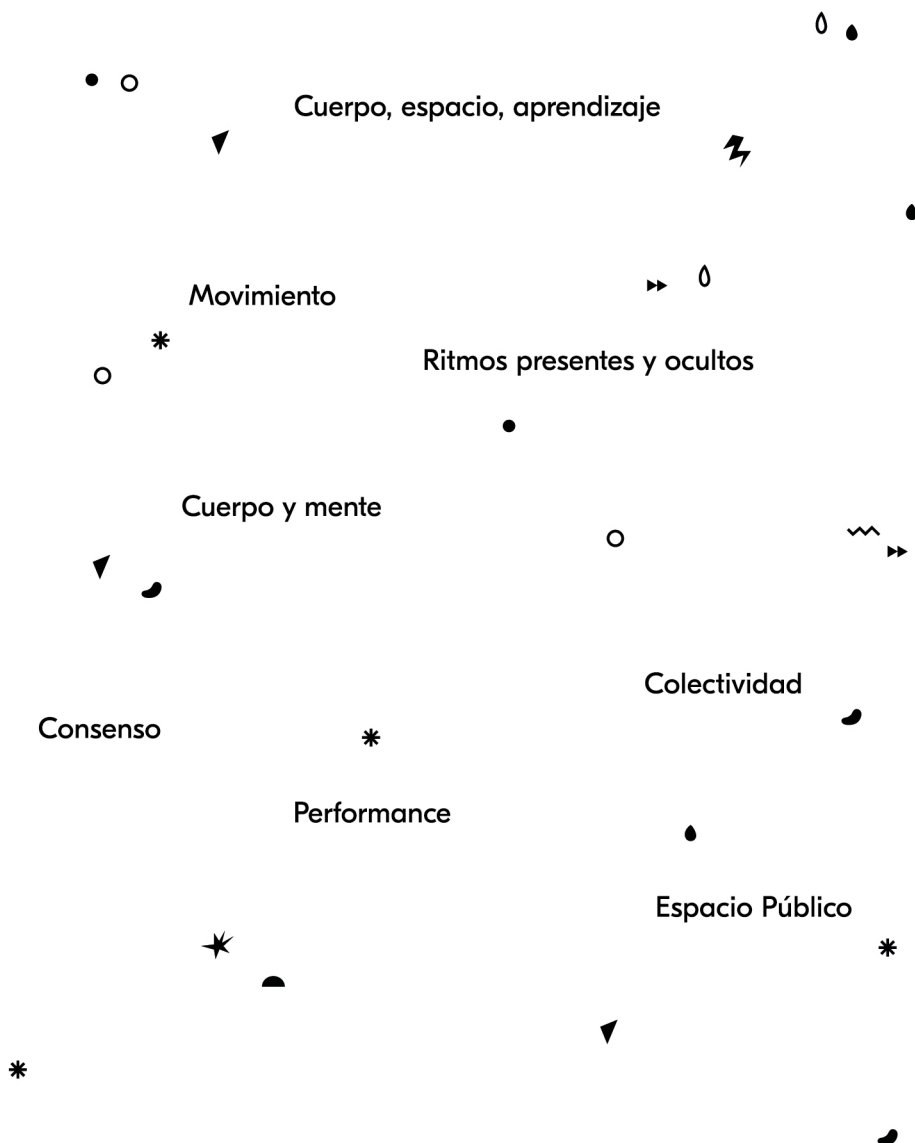 Cuerpo, espacio, aprendizaje
Movimiento
Ritmos presentes y ocultos
Cuerpo y mente
Colectividad
Consenso
Performance
Espacio Público